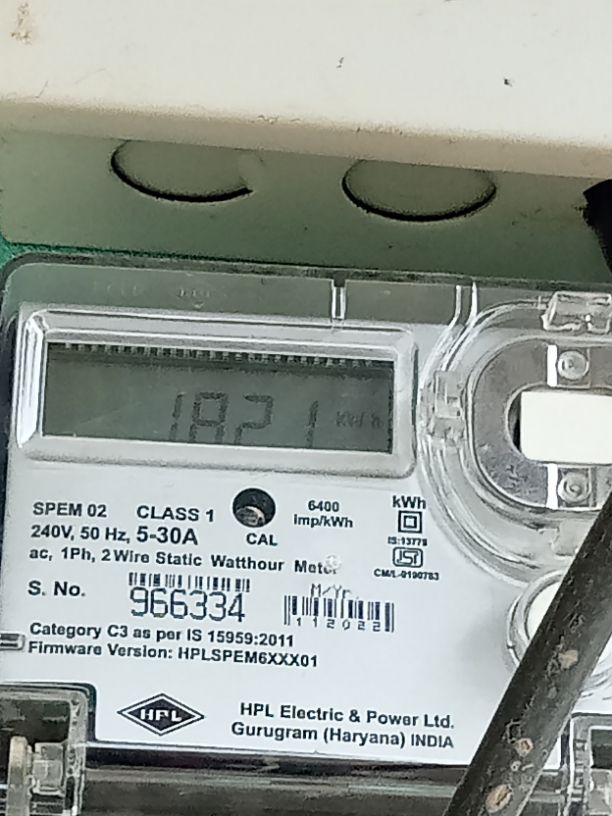 1821 kWh
SPEM 02 CLASS 1
240V, 50 Hz, 5-30A
ac, 1Ph, 2 Wire Static Watthour Meter
CAL
6400
imp/kWh
kWh
IS:13779
ISI
CM/L-9190783
S. No.
966334
M/Yr.
112022
Category C3 as per IS 15959:2011
Firmware Version: HPLSPEM6XXX01
HPL
HPL Electric & Power Ltd.
Gurugram (Haryana) INDIA